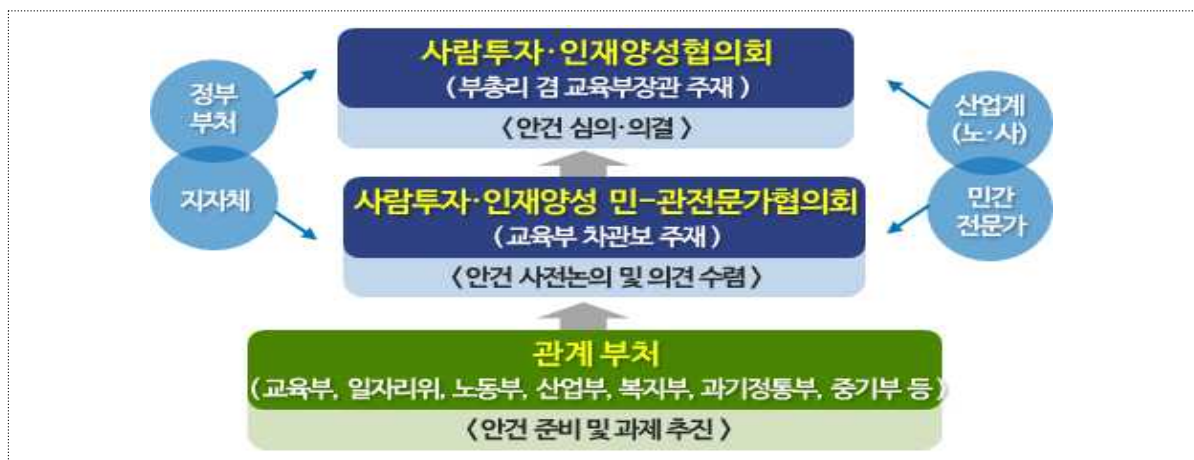 사람투자·인재양성협의회
( 부총리 겸 교육부장관 주재 )
< 안건 심의·의결 >
정부
부처
지자체
산업계
(노·사)
민간
전문가
사람투자·인재양성 민-관전문가협의회
( 교육부 차관보 주재 )
< 안건 사전논의 및 의견 수렴 >
관계 부처
( 교육부, 일자리위, 노동부, 산업부, 복지부, 과기정통부, 중기부 등 )
< 안건 준비 및 과제 추진 >